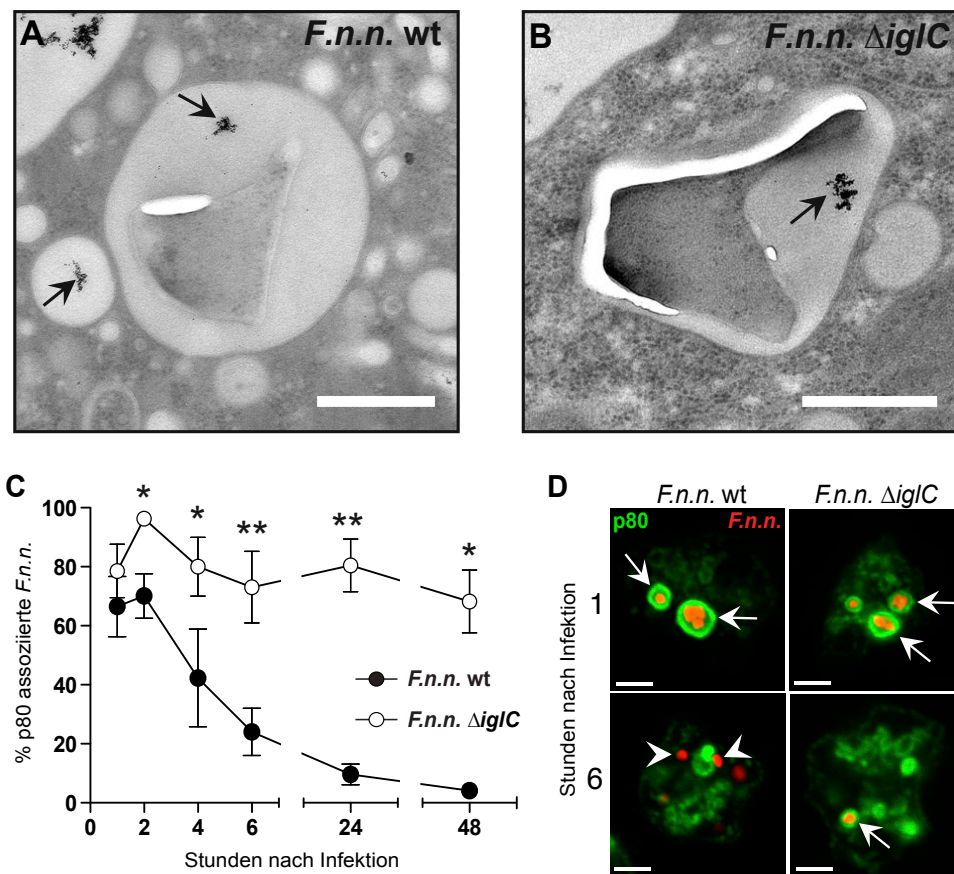 A
F.n.n. wt
B
F.n.n. ΔiglC
C
% p80 assoziierte F.n.n.
100
80
60
40
20
0
* * ** ** *
F.n.n. wt
F.n.n. ΔiglC
0 2 4 6 24 48
Stunden nach Infektion
D
F.n.n. wt
F.n.n. ΔiglC
p80
F.n.n.
Stunden nach Infektion
1
6